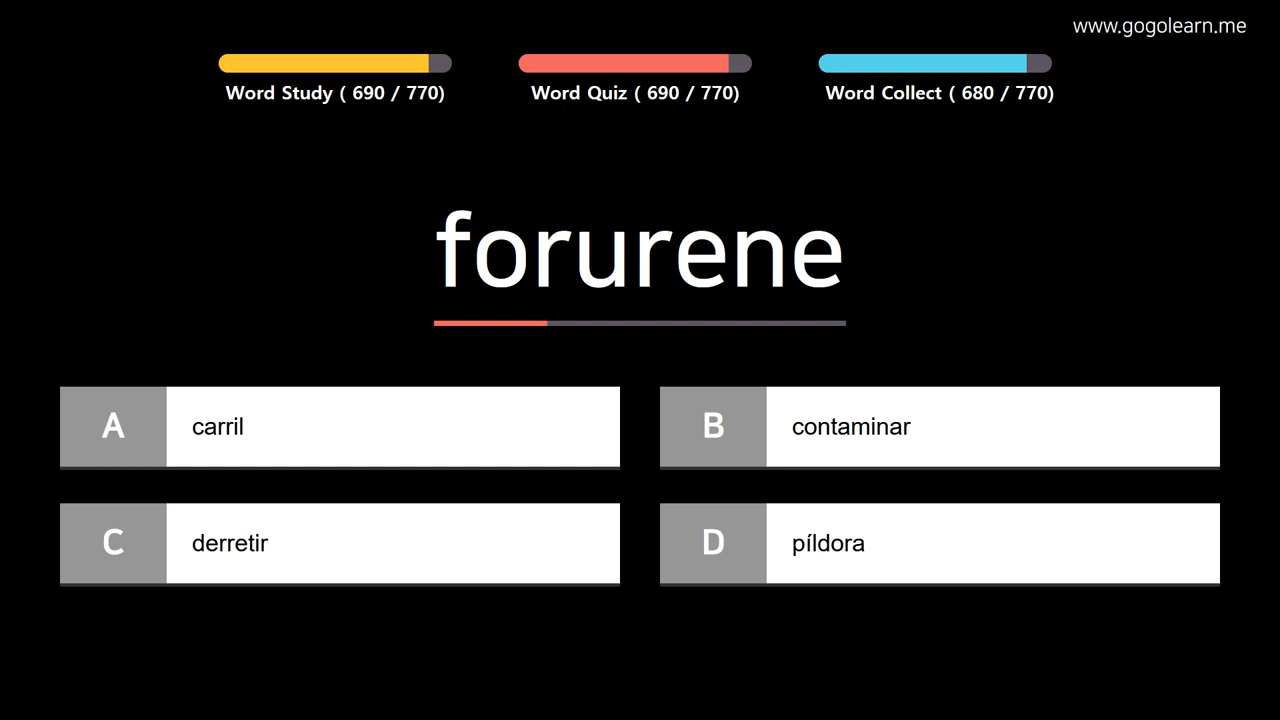 www.gogolearn.me
Word Study ( 690 / 770)
Word Quiz ( 690 / 770)
Word Collect ( 680 / 770)
forurene
A carril
B contaminar
C derretir
D píldora